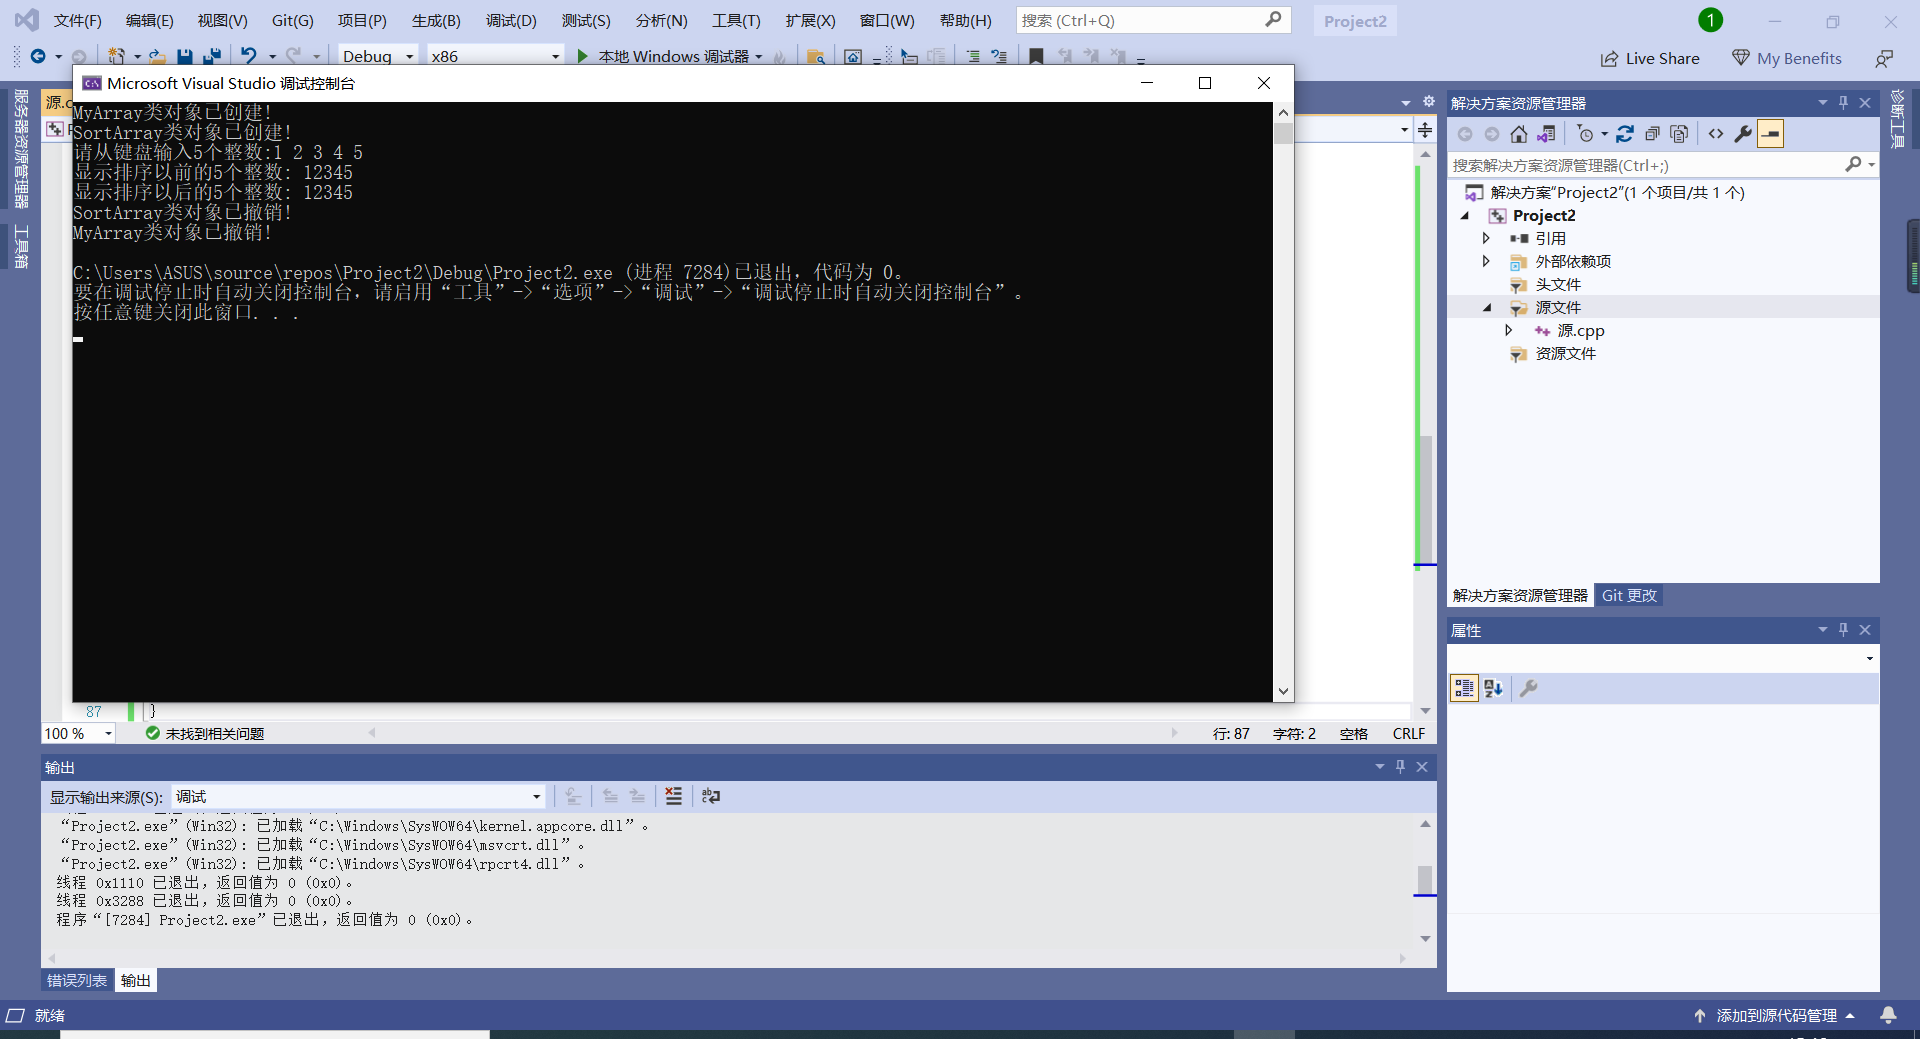 文件(F) 编辑(E) 视图(V) Git(G) 项目(P) 生成(B) 调试(D) 测试(S) 分析(N) 工具(T) 扩展(X) 窗口(W) 帮助(H) 搜索 (Ctrl+Q) Project2 1
Debug x86 本地 Windows 调试器 Live Share My Benefits
服务器资源管理器
工具箱
源.c
Microsoft Visual Studio 调试控制台
MyArray类对象已创建!
SortArray类对象已创建!
请从键盘输入5个整数:1 2 3 4 5
显示排序以前的5个整数: 12345
显示排序以后的5个整数: 12345
SortArray类对象已撤销!
MyArray类对象已撤销!
C:\Users\ASUS\source\repos\Project2\Debug\Project2.exe (进程 7284)已退出，代码为 0。
要在调试停止时自动关闭控制台，请启用“工具”->“选项”->“调试”->“调试停止时自动关闭控制台”。
按任意键关闭此窗口. . .
87 }
100 % 未找到相关问题 行: 87 字符: 2 空格 CRLF
输出
显示输出来源(S): 调试
“Project2.exe”(Win32): 已加载“C:\Windows\SysWOW64\kernel.appcore.dll”。
“Project2.exe”(Win32): 已加载“C:\Windows\SysWOW64\msvcrt.dll”。
“Project2.exe”(Win32): 已加载“C:\Windows\SysWOW64\rpcrt4.dll”。
线程 0x1110 已退出，返回值为 0 (0x0)。
线程 0x3288 已退出，返回值为 0 (0x0)。
程序“[7284] Project2.exe”已退出，返回值为 0 (0x0)。
错误列表 输出
解决方案资源管理器
搜索解决方案资源管理器(Ctrl+;)
解决方案"Project2"(1 个项目/共 1 个)
Project2
引用
外部依赖项
头文件
源文件
源.cpp
资源文件
解决方案资源管理器 Git 更改
属性
诊断工具
就绪 添加到源代码管理